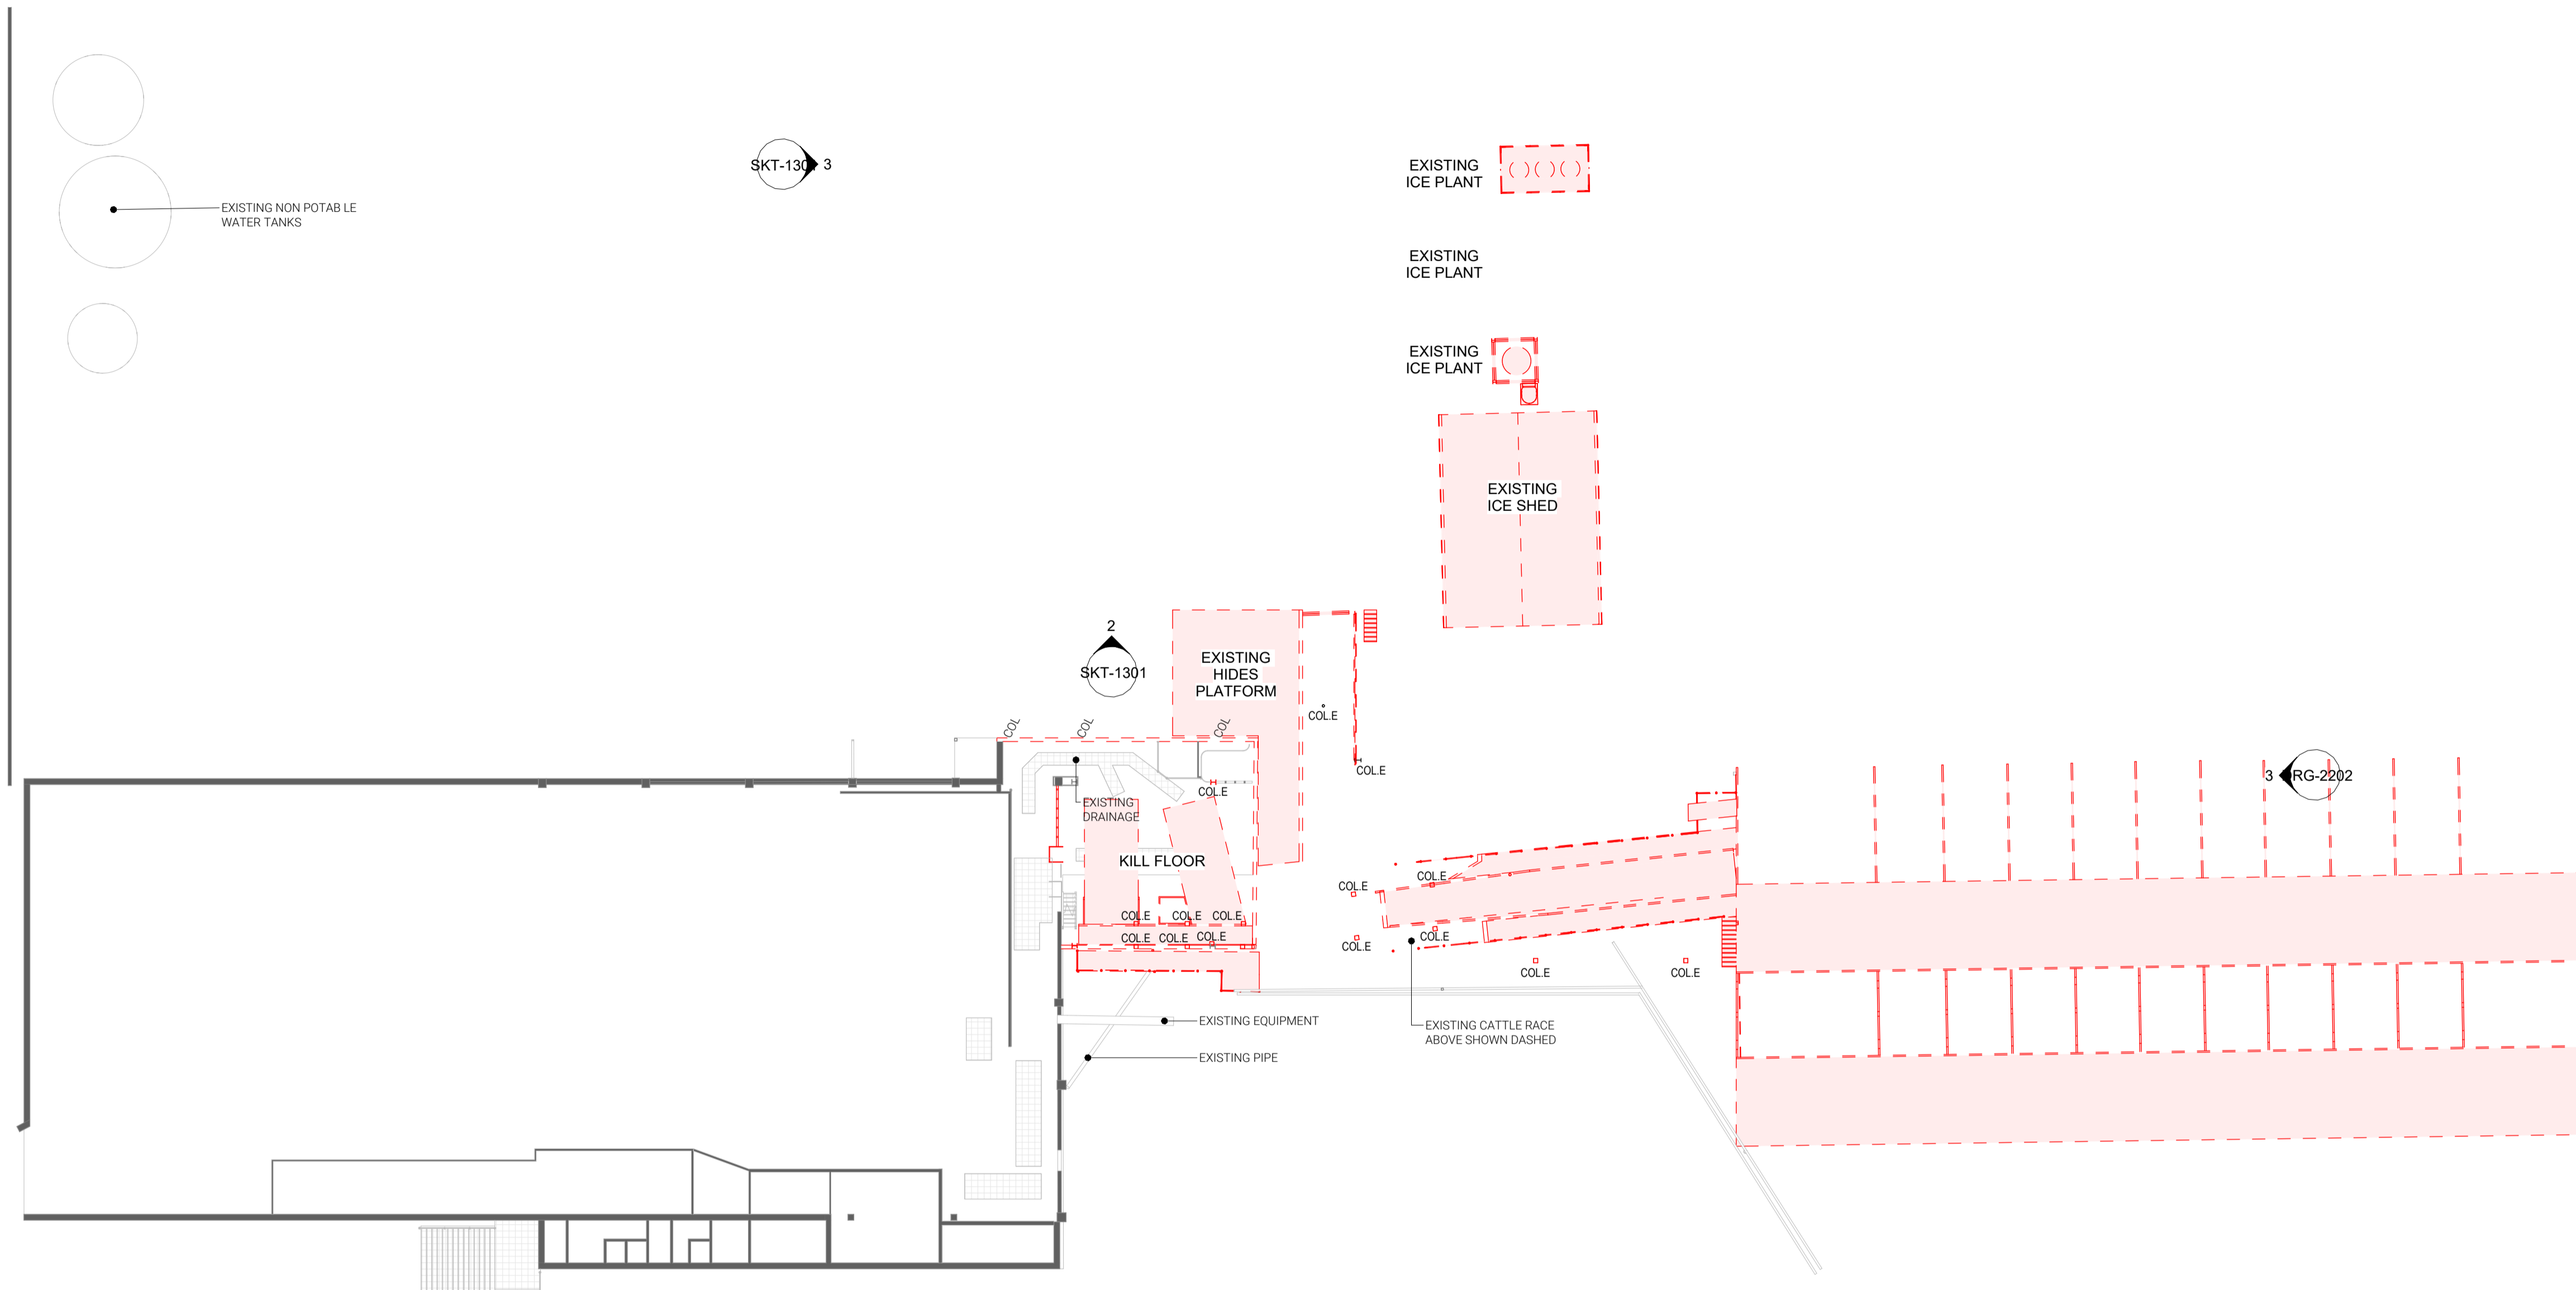 SKT-1301
3
EXISTING
ICE PLANT
EXISTING NON POTAB LE
WATER TANKS
EXISTING
ICE PLANT
EXISTING
ICE PLANT
EXISTING
ICE SHED
2
SKT-1301
EXISTING
HIDES
PLATFORM
COL.E
COL
COL
COL
COL.E
3
RG-2202
COL.E
EXISTING
DRAINAGE
KILL FLOOR
COL.E
COL.E
COL.E
COL.E
COL.E
COL.E
COL.E
COL.E
COL.E
COL.E
COL.E
COL.E
EXISTING EQUIPMENT
EXISTING CATTLE RACE
ABOVE SHOWN DASHED
EXISTING PIPE